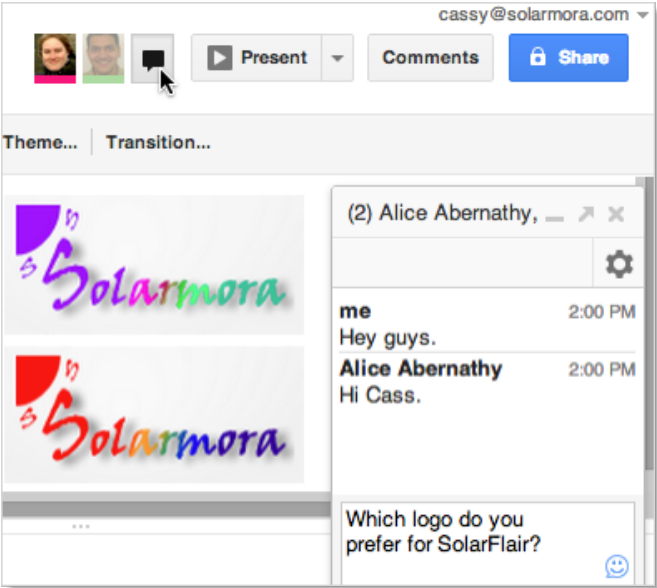 cassy@solarmora.com
Present
Comments
Share
Theme...
Transition...
Solarmora
Solarmora
(2) Alice Abernathy,
me 2:00 PM
Hey guys.
Alice Abernathy 2:00 PM
Hi Cass.
Which logo do you
prefer for SolarFlair?